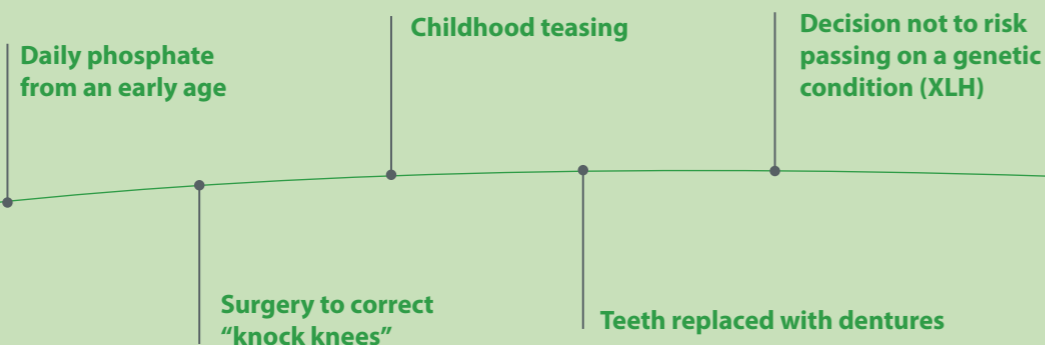 Daily phosphate
from an early age
Surgery to correct
“knock knees”
Childhood teasing
Teeth replaced with dentures
Decision not to risk
passing on a genetic
condition (XLH)